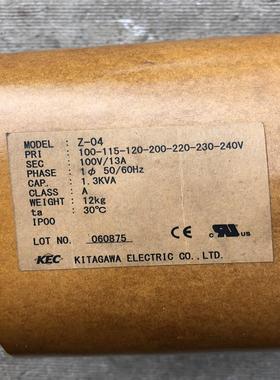 MODEL : Z-04
PRI : 100-115-120-200-220-230-240V
SEC : 100V/13A
PHASE : 1φ 50/60Hz
CAP. : 1.3KVA
CLASS : A
WEIGHT : 12kg
ta : 30℃
IP00
LOT NO. 060875 CE c RU US
KEC KITAGAWA ELECTRIC CO., LTD.